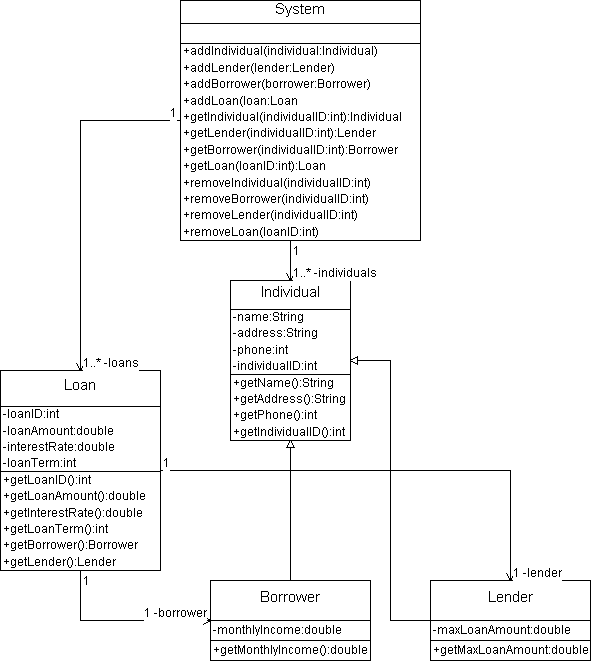 System
+addIndividual(individual:Individual)
+addLender(lender:Lender)
+addBorrower(borrower:Borrower)
+addLoan(loan:Loan
+getIndividual(individualID:int):Individual
+getLender(individualID:int):Lender
+getBorrower(individualID:int):Borrower
+getLoan(loanID:int):Loan
+removeIndividual(individualID:int)
+removeBorrower(individualID:int)
+removeLender(individualID:int)
+removeLoan(loanID:int)
1
1
1..* -individuals
Individual
-name:String
-address:String
-phone:int
-individualID:int
+getName():String
+getAddress():String
+getPhone():int
+getIndividualID():int
1..* -loans
Loan
-loanID:int
-loanAmount:double
-interestRate:double
-loanTerm:int
+getLoanID():int
+getLoanAmount():double
+getInterestRate():double
+getLoanTerm():int
+getBorrower():Borrower
+getLender():Lender
1
1
1 -borrower
Borrower
-monthlyIncome:double
+getMonthlyIncome():double
1 -lender
Lender
-maxLoanAmount:double
+getMaxLoanAmount:double